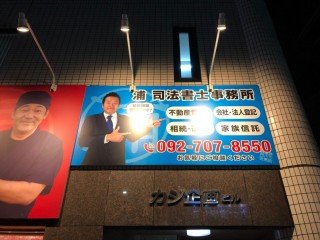 浦 司法書士事務所
不動産
会社・法人登記
相続・
家族信託
092-707-8550
お気軽にご相談ください
カジ企画ビル